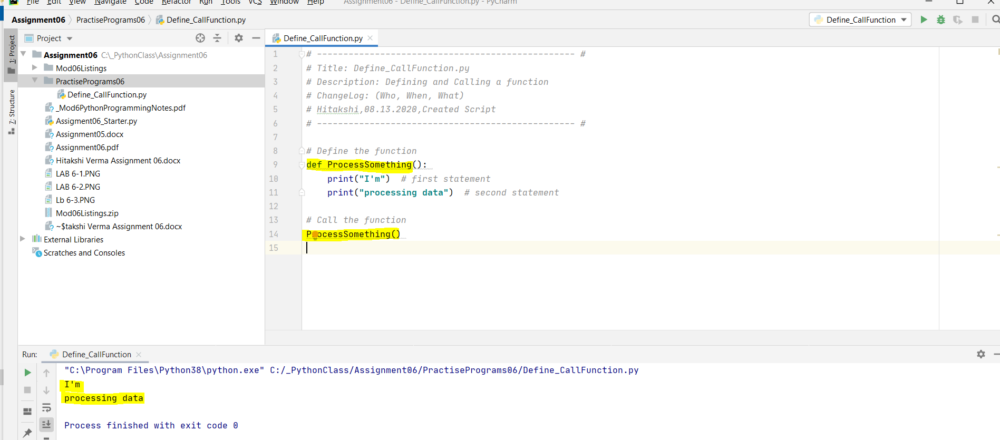 File Edit View Navigate Code Refactor Run Tools VCS Window Help Assignment06 - Define_CallFunction.py - PyCharm
Assignment06 PractisePrograms06 Define_CallFunction.py Define_CallFunction
1: Project
7: Structure
Project
Assignment06 C:\_PythonClass\Assignment06
Mod06Listings
PractisePrograms06
Define_CallFunction.py
_Mod6PythonProgrammingNotes.pdf
Assigment06_Starter.py
Assignment05.docx
Assignment06.pdf
Hitakshi Verma Assignment 06.docx
LAB 6-1.PNG
LAB 6-2.PNG
Lb 6-3.PNG
Mod06Listings.zip
~$takshi Verma Assignment 06.docx
External Libraries
Scratches and Consoles
Define_CallFunction.py
1 # ------------------------------------------------- #
2 # Title: Define_CallFunction.py
3 # Description: Defining and Calling a function
4 # ChangeLog: (Who, When, What)
5 # Hitakshi,08.13.2020,Created Script
6 # ------------------------------------------------- #
7
8 # Define the function
9 def ProcessSomething():
10 print("I'm") # first statement
11 print("processing data") # second statement
12
13 # Call the function
14 ProcessSomething()
15
Run: Define_CallFunction
"C:\Program Files\Python38\python.exe" C:/_PythonClass/Assignment06/PractisePrograms06/Define_CallFunction.py
I'm
processing data
Process finished with exit code 0